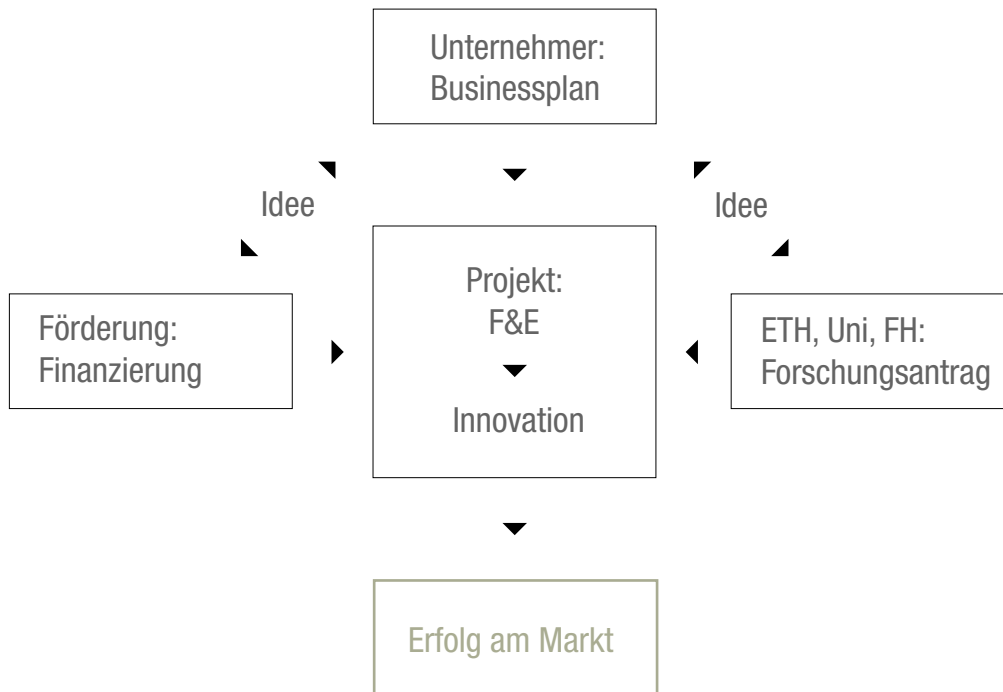 Unternehmer:
Businessplan
Idee
Idee
Förderung:
Finanzierung
Projekt:
F&E
Innovation
ETH, Uni, FH:
Forschungsantrag
Erfolg am Markt